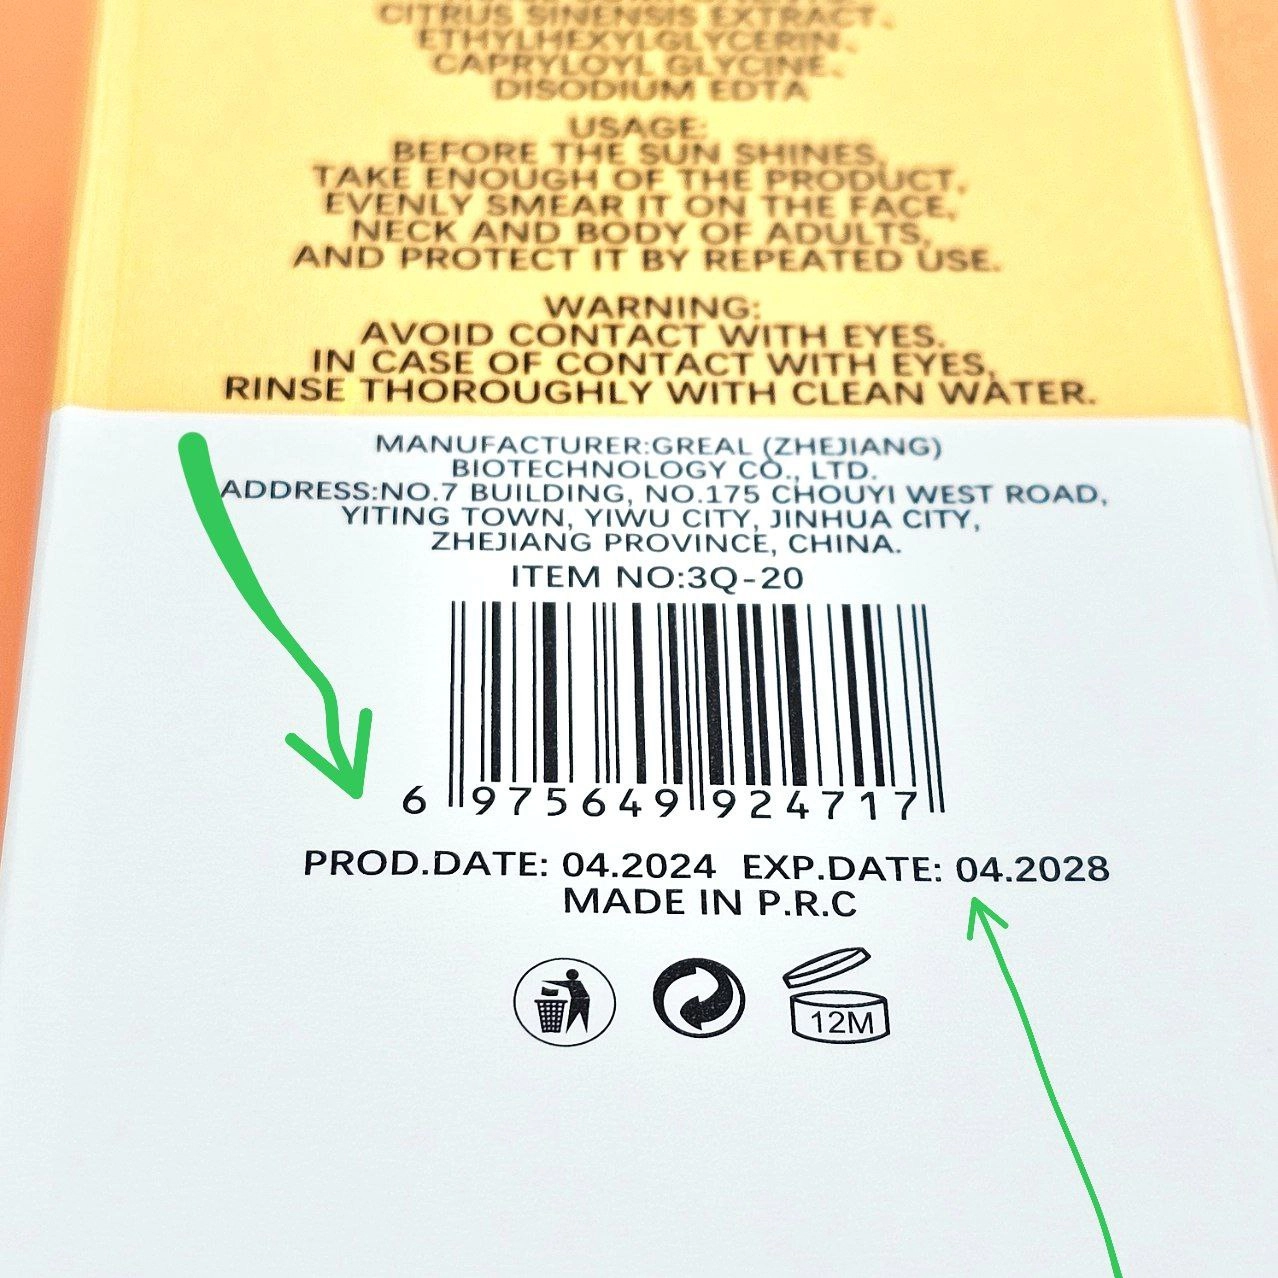 CITRUS SINENSIS EXTRACT,
ETHYLHEXYLGLYCERIN,
CAPRYLOYL GLYCINE,
DISODIUM EDTA
USAGE:
BEFORE THE SUN SHINES,
TAKE ENOUGH OF THE PRODUCT,
EVENLY SMEAR IT ON THE FACE,
NECK AND BODY OF ADULTS,
AND PROTECT IT BY REPEATED USE.
WARNING:
AVOID CONTACT WITH EYES.
IN CASE OF CONTACT WITH EYES,
RINSE THOROUGHLY WITH CLEAN WATER.
MANUFACTURER:GREAL (ZHEJIANG)
BIOTECHNOLOGY CO., LTD.
ADDRESS:NO.7 BUILDING, NO.175 CHOUYI WEST ROAD,
YITING TOWN, YIWU CITY, JINHUA CITY,
ZHEJIANG PROVINCE, CHINA.
ITEM NO:3Q-20
6 975649 924717
PROD.DATE: 04.2024 EXP.DATE: 04.2028
MADE IN P.R.C
12M